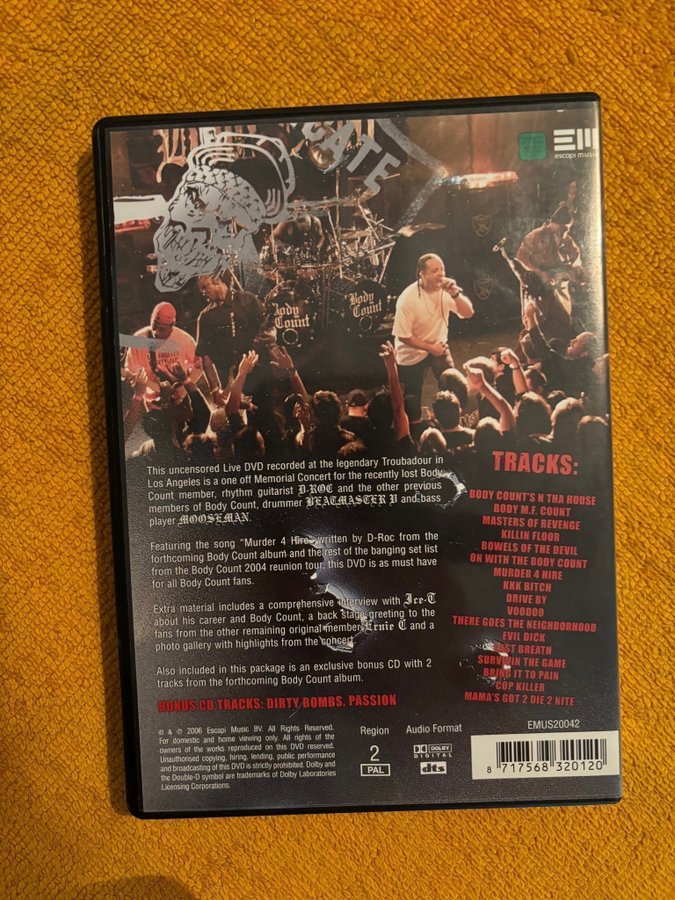 CATE
EM
escapi music
Body Count
Body Count
This uncensored Live DVD recorded at the legendary Troubadour in
Los Angeles is a one off Memorial Concert for the recently lost Body
Count member, rhythm guitarist D-ROC and the other previous
members of Body Count, drummer BEATMASTER V and bass
player MOOSEMAN.
Featuring the song "Murder 4 Hire" written by D-Roc from the
forthcoming Body Count album and the rest of the banging set list
from the Body Count 2004 reunion tour, this DVD is as must have
for all Body Count fans.
Extra material includes a comprehensive interview with Ice-T
about his career and Body Count, a back stage greeting to the
fans from the other remaining original member Ernie C and a
photo gallery with highlights from the concert.
Also included in this package is an exclusive bonus CD with 2
tracks from the forthcoming Body Count album.
BONUS CD TRACKS: DIRTY BOMBS. PASSION
TRACKS:
BODY COUNT'S N THA HOUSE
BODY M.F. COUNT
MASTERS OF REVENGE
KILLIN FLOOR
BOWELS OF THE DEVIL
ON WITH THE BODY COUNT
MURDER 4 HIRE
KKK BITCH
DRIVE BY
VOODOO
THERE GOES THE NEIGHBORHOOD
EVIL DICK
LAST BREATH
SURVIVIN THE GAME
BRING IT TO PAIN
COP KILLER
MAMA'S GOT 2 DIE 2 NITE
© & ℗ 2006 Escapi Music BV. All Rights Reserved.
For domestic and home viewing only. All rights of the
owners of the works reproduced on this DVD reserved.
Unauthorised copying, hiring, lending, public performance
and broadcasting of this DVD is strictly prohibited. Dolby and
the Double-D symbol are trademarks of Dolby Laboratories
Licensing Corporations.
Region
2
PAL
Audio Format
DOLBY
DIGITAL
dts
EMUS20042
8 717568 320120